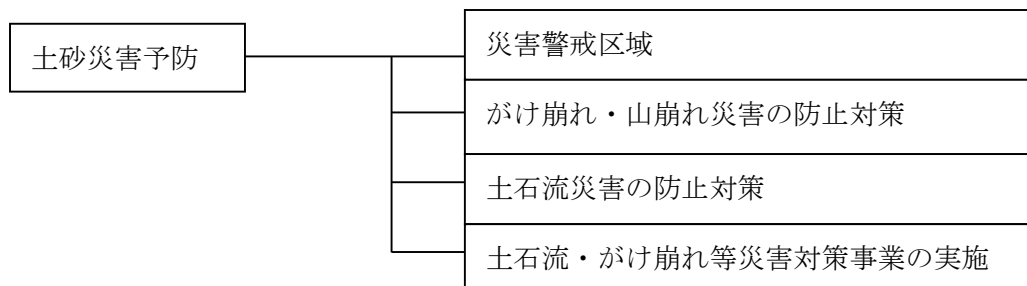 土砂災害予防
災害警戒区域
がけ崩れ・山崩れ災害の防止対策
土石流災害の防止対策
土石流・がけ崩れ等災害対策事業の実施